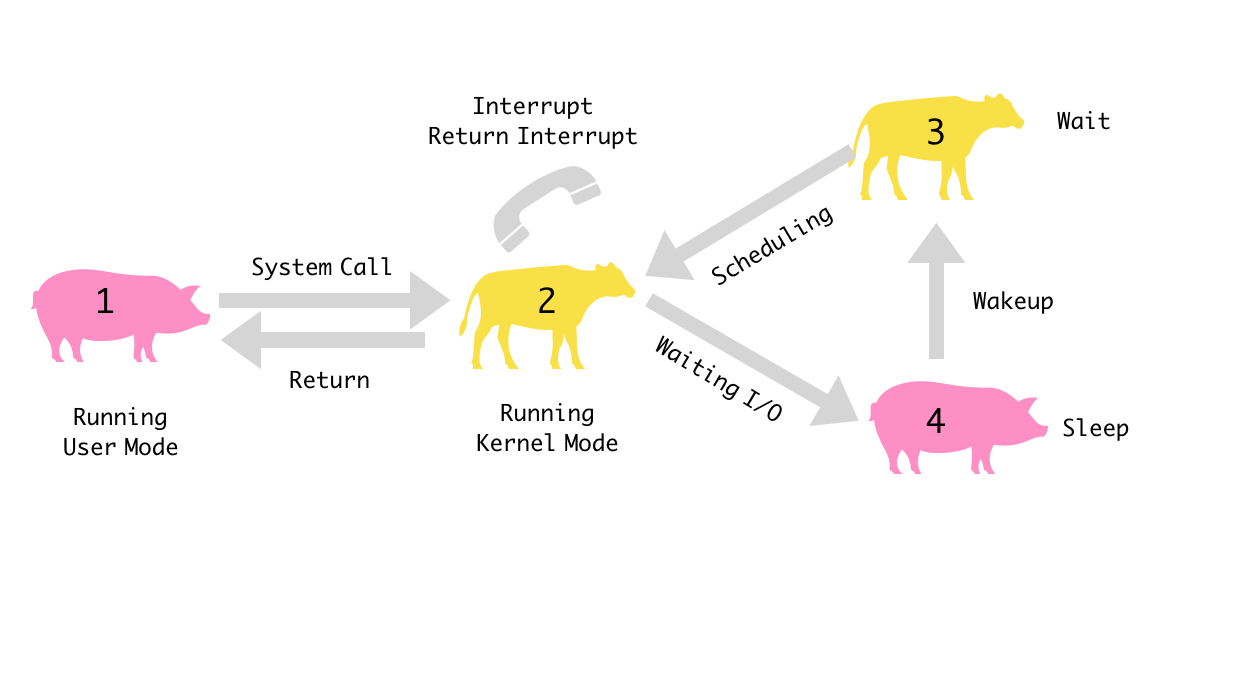 Interrupt
Return Interrupt
3
Wait
System Call
Scheduling
1
2
Wakeup
Return
Waiting I/O
Running
User Mode
Running
Kernel Mode
4
Sleep